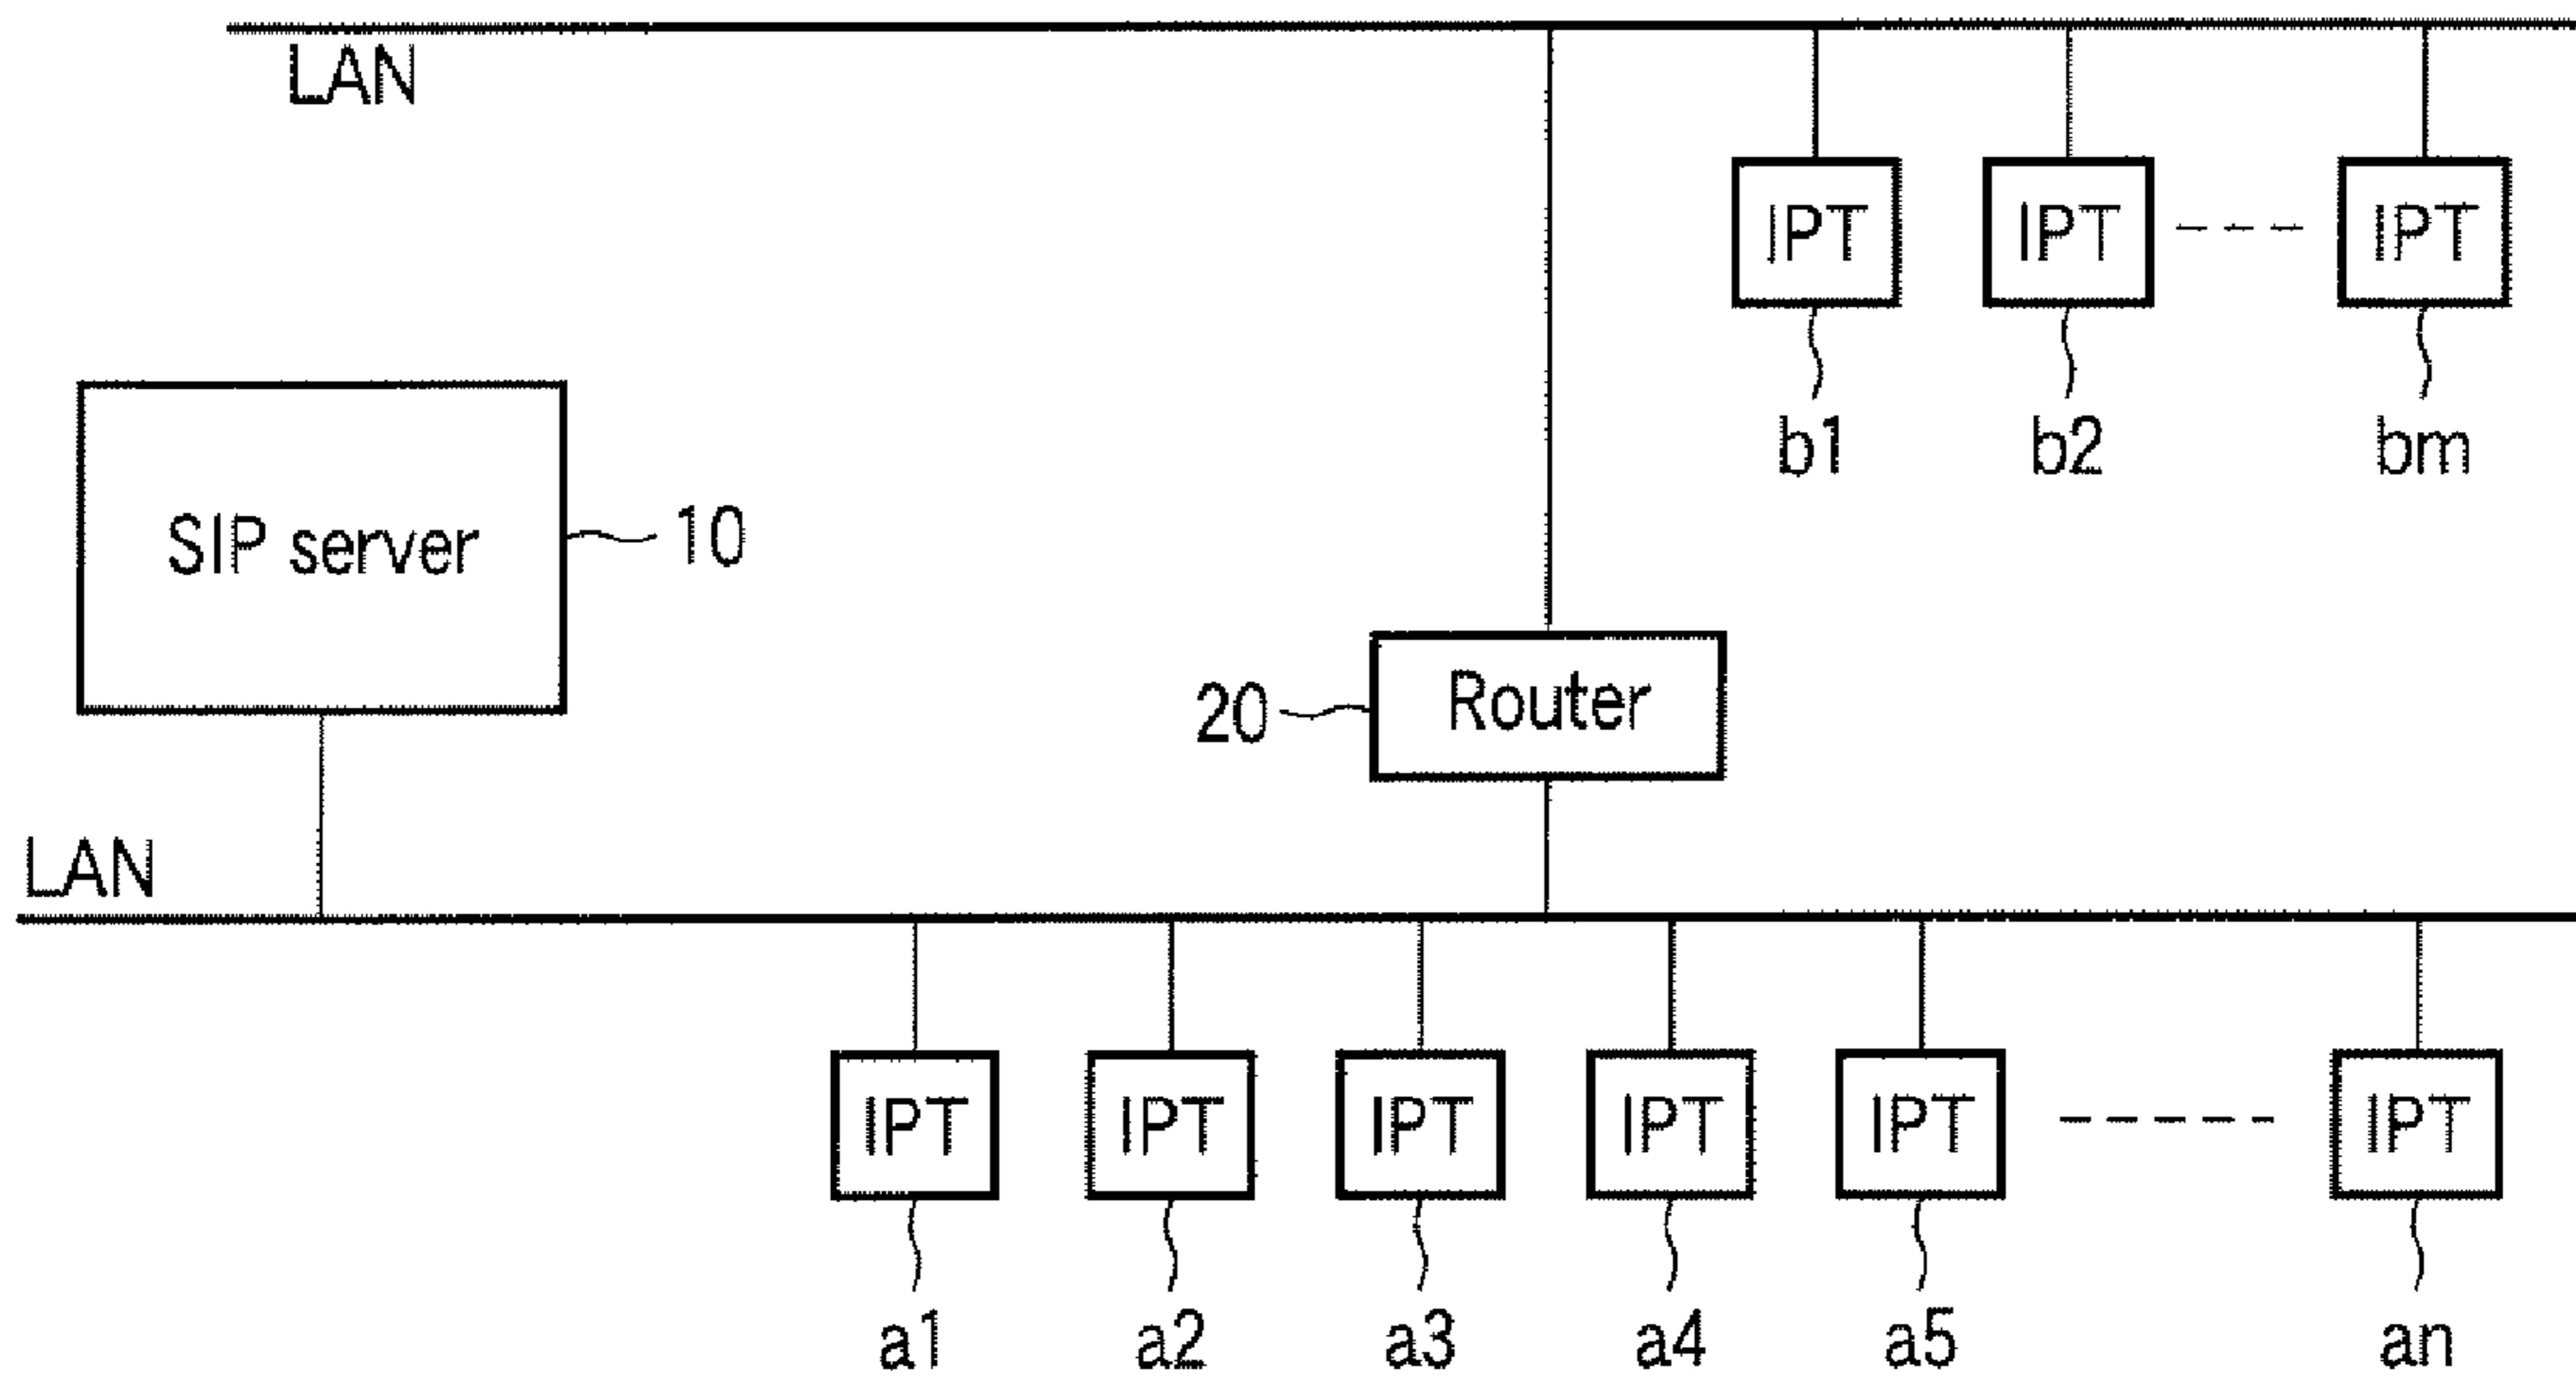 LAN
IPT IPT IPT
b1 b2 bm
SIP server 10
20 Router
LAN
IPT IPT IPT IPT IPT IPT
a1 a2 a3 a4 a5 an